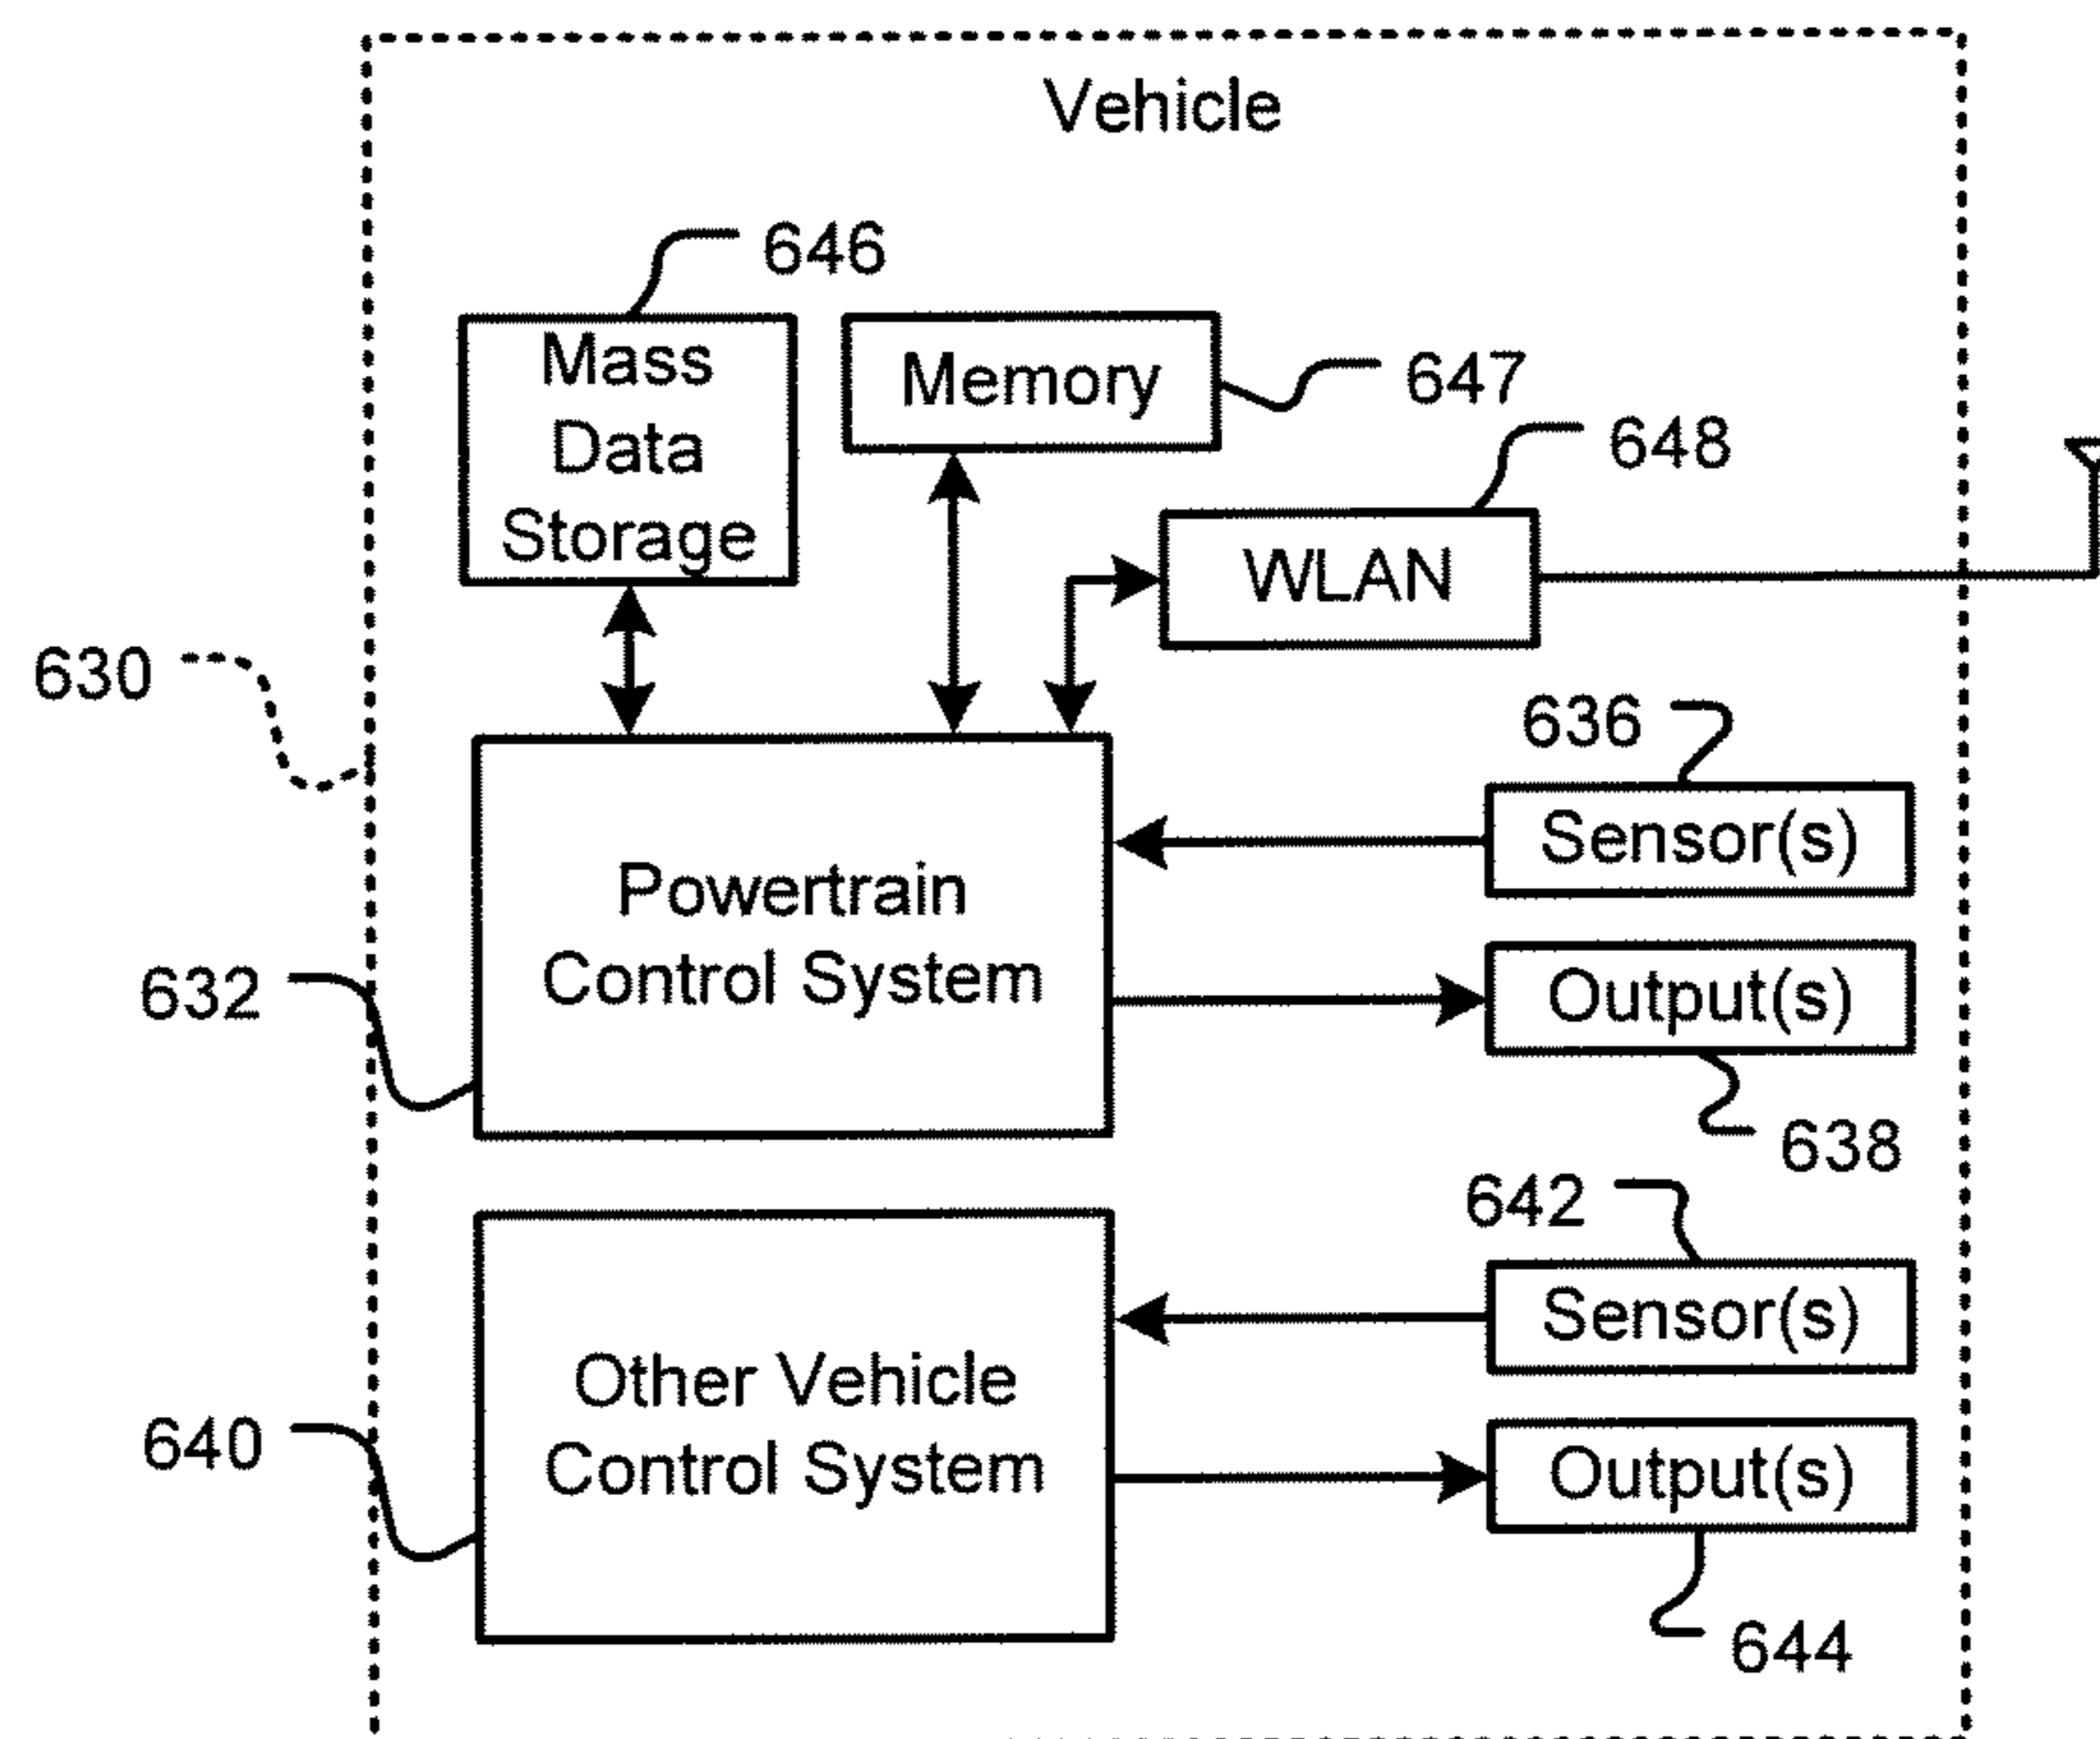 Vehicle
646
Mass
Data
Storage
Memory
647
648
WLAN
630
636
Sensor(s)
Powertrain
Control System
632
Output(s)
638
642
Sensor(s)
Other Vehicle
Control System
640
Output(s)
644